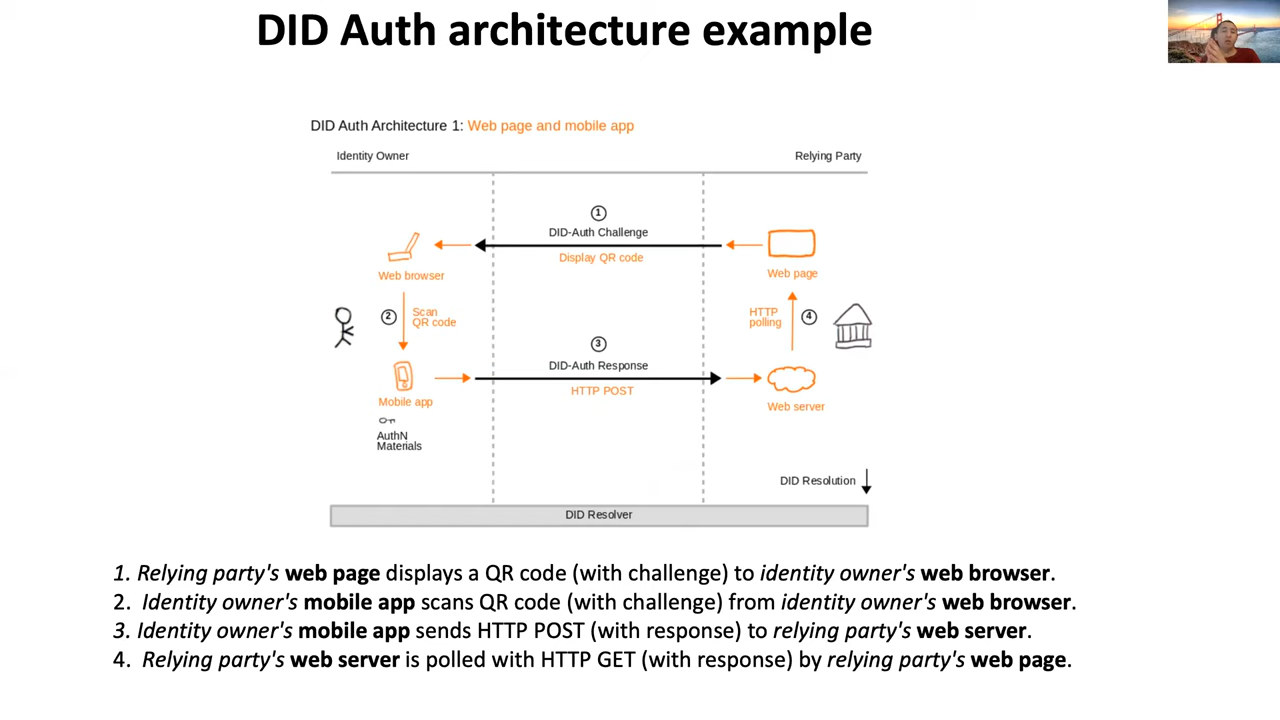 DID Auth architecture example
DID Auth Architecture 1: Web page and mobile app
Identity Owner
Relying Party
1
DID-Auth Challenge
Display QR code
Web browser
Web page
2
Scan
QR code
HTTP
polling
4
3
DID-Auth Response
HTTP POST
Mobile app
Web server
AuthN
Materials
DID Resolution
DID Resolver
1. Relying party's web page displays a QR code (with challenge) to identity owner's web browser.
2. Identity owner's mobile app scans QR code (with challenge) from identity owner's web browser.
3. Identity owner's mobile app sends HTTP POST (with response) to relying party's web server.
4. Relying party's web server is polled with HTTP GET (with response) by relying party's web page.